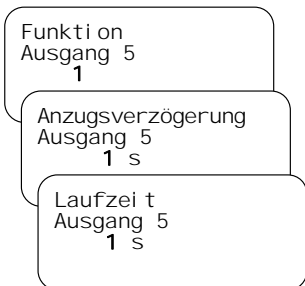 Funktion
Ausgang 5
1
Anzugsverzögerung
Ausgang 5
1 s
Laufzeit
Ausgang 5
1 s